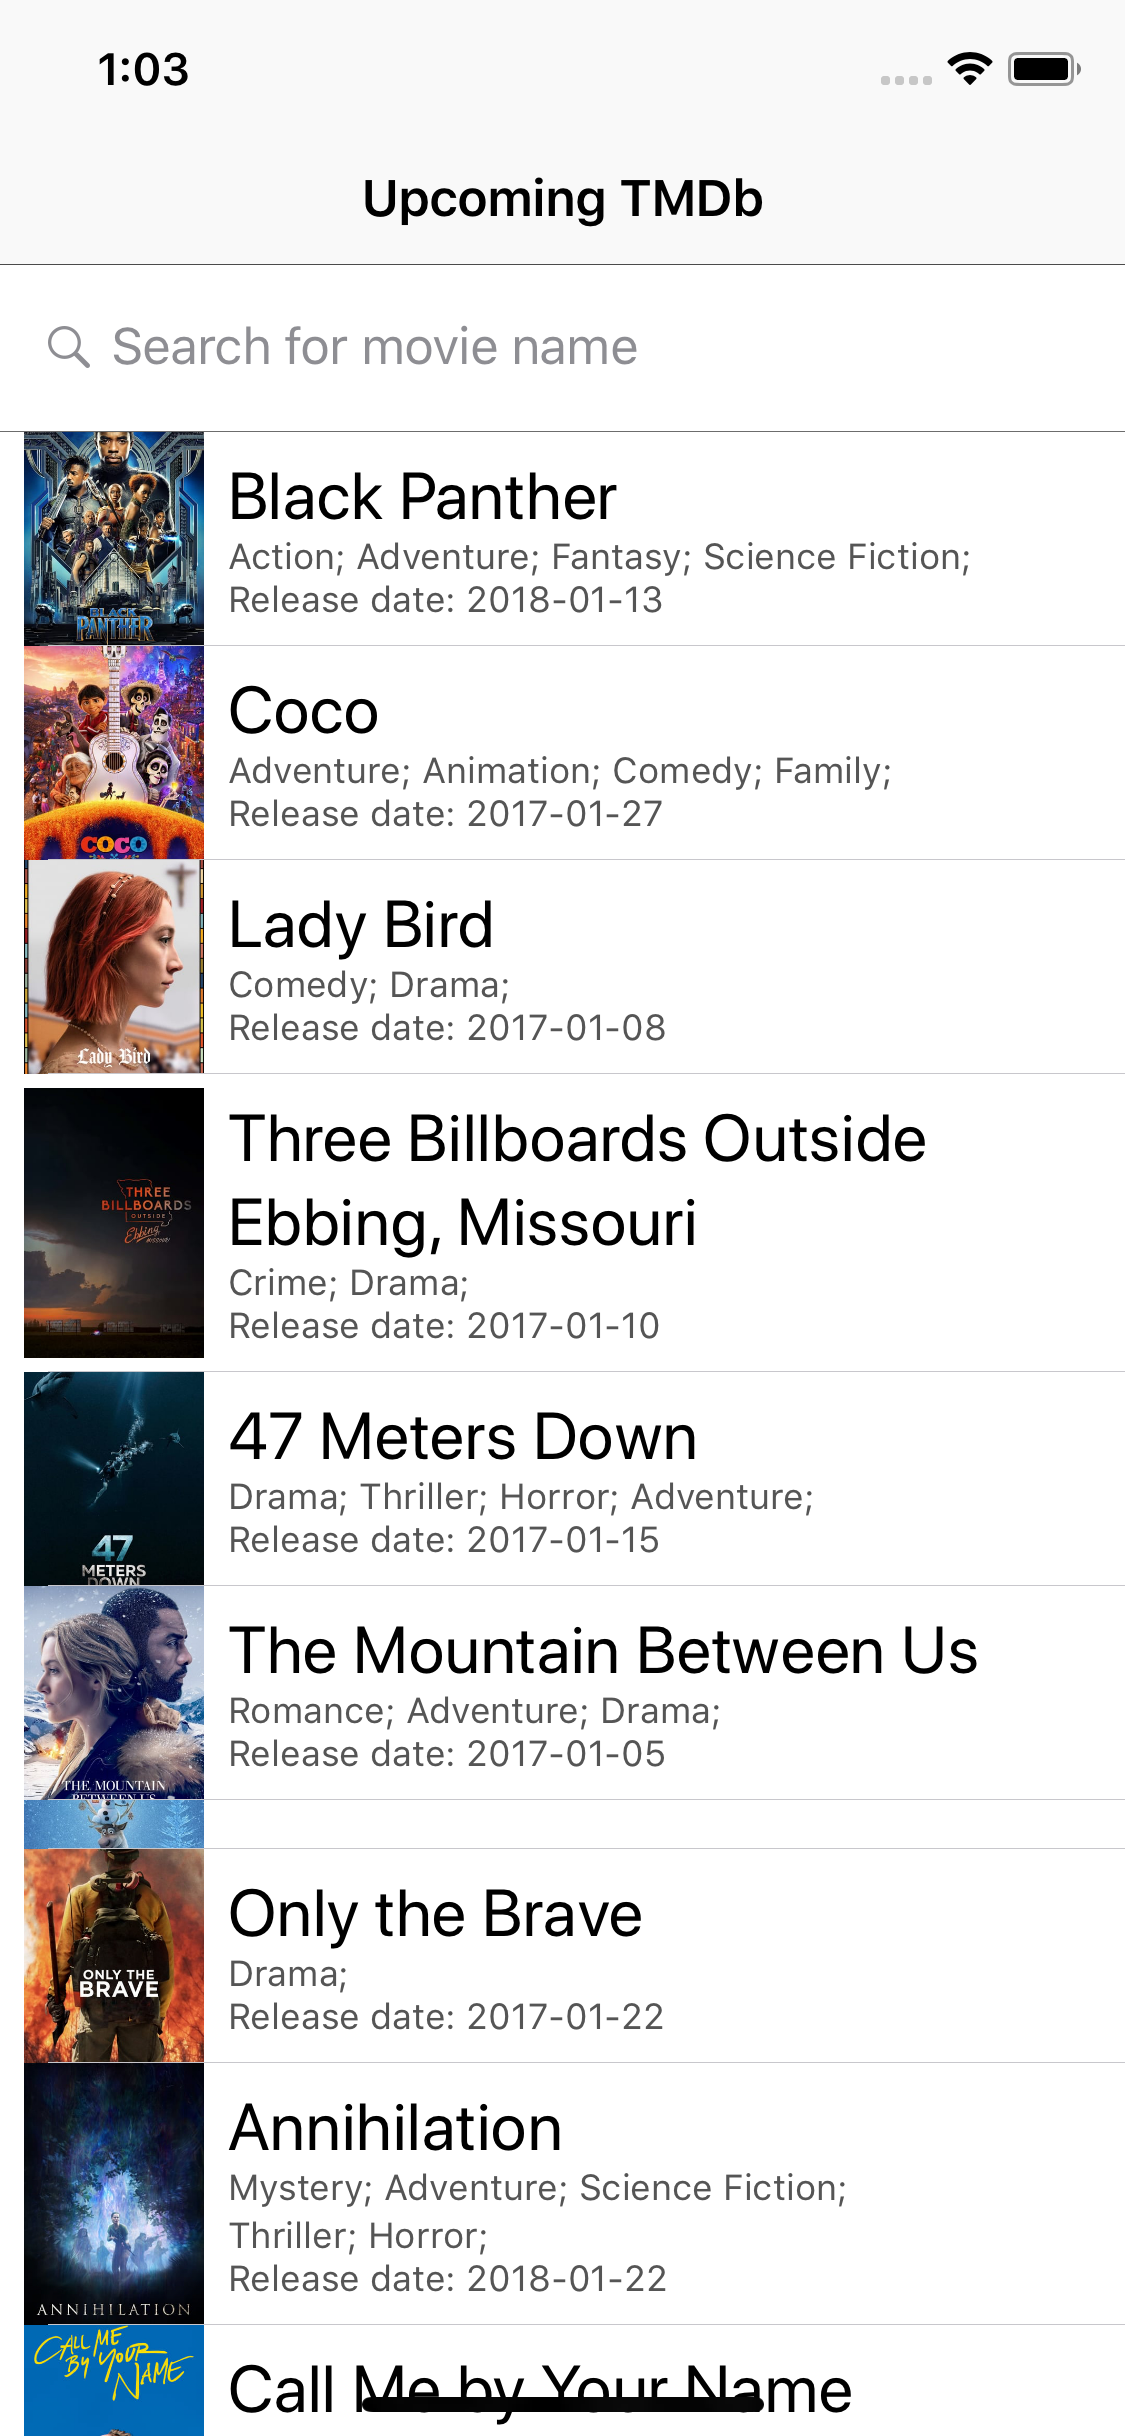 1:03
Upcoming TMDb
Search for movie name
BLACK
PANTHER
Black Panther
Action; Adventure; Fantasy; Science Fiction;
Release date: 2018-01-13
COCO
Coco
Adventure; Animation; Comedy; Family;
Release date: 2017-01-27
Lady Bird
Lady Bird
Comedy; Drama;
Release date: 2017-01-08
THREE
BILLBOARDS
OUTSIDE
Ebbing,
MISSOURI
Three Billboards Outside
Ebbing, Missouri
Crime; Drama;
Release date: 2017-01-10
47
METERS
DOWN
47 Meters Down
Drama; Thriller; Horror; Adventure;
Release date: 2017-01-15
THE MOUNTAIN
BETWEEN US
The Mountain Between Us
Romance; Adventure; Drama;
Release date: 2017-01-05
ONLY THE
BRAVE
Only the Brave
Drama;
Release date: 2017-01-22
ANNIHILATION
Annihilation
Mystery; Adventure; Science Fiction;
Thriller; Horror;
Release date: 2018-01-22
CALL ME
BY YOUR
NAME
Call Me by Your Name